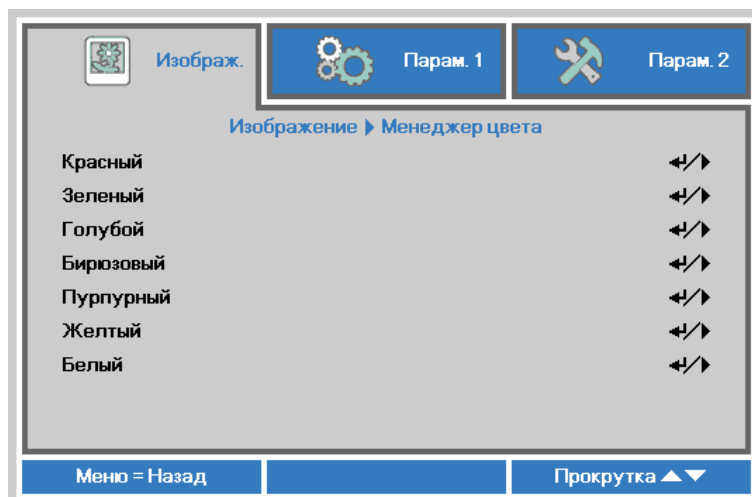 Изображ. Парам. 1 Парам. 2
Изображение Менеджер цвета
Красный
Зеленый
Голубой
Бирюзовый
Пурпурный
Желтый
Белый
Меню = Назад Прокрутка